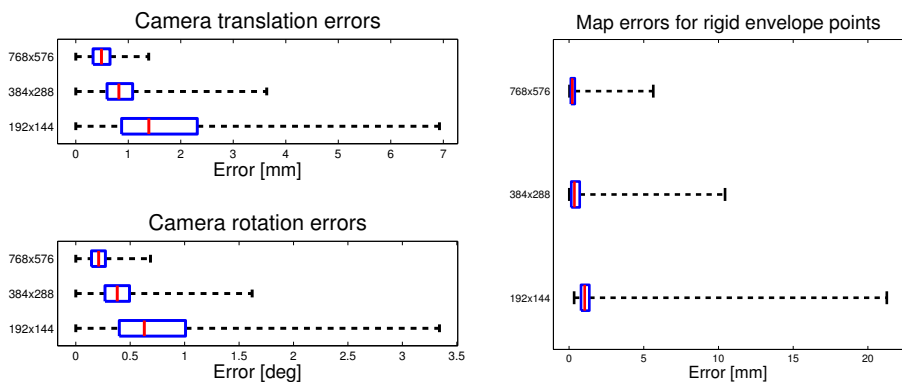 Camera translation errors
768x576
384x288
192x144
0 1 2 3 4 5 6 7
Error [mm]
Camera rotation errors
768x576
384x288
192x144
0 0.5 1 1.5 2 2.5 3 3.5
Error [deg]
Map errors for rigid envelope points
768x576
384x288
192x144
0 5 10 15 20
Error [mm]